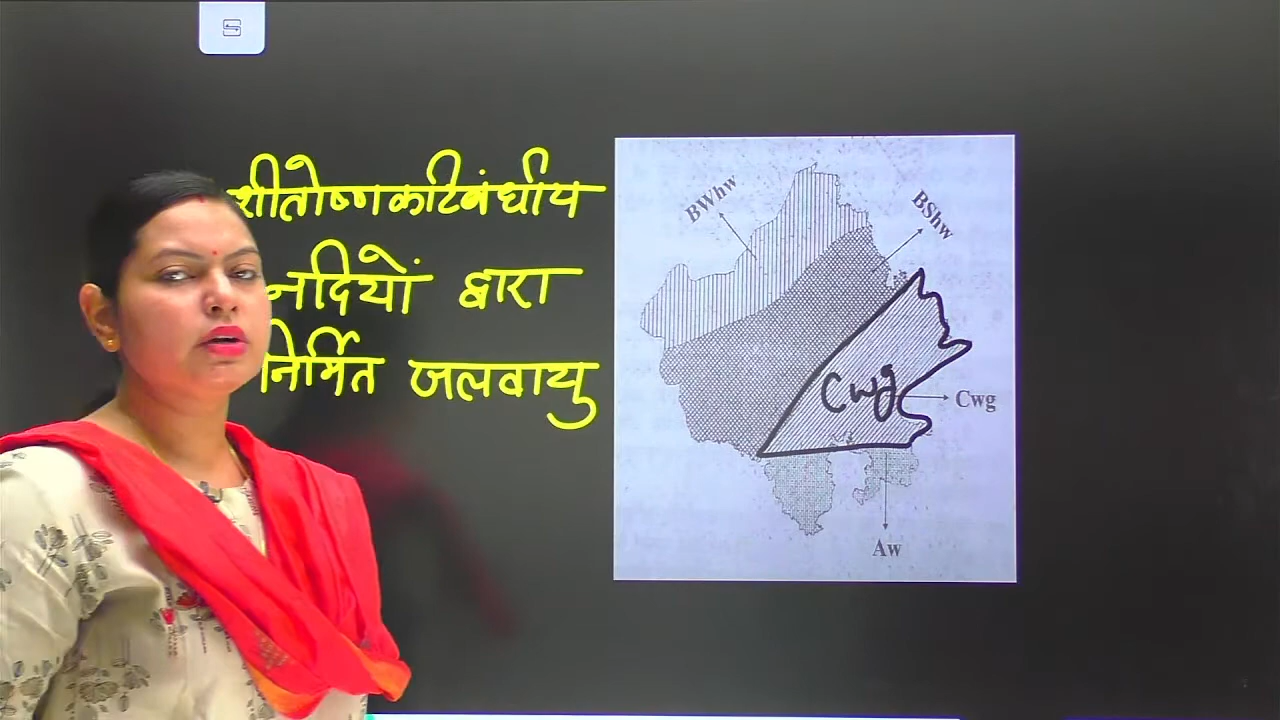 शीतोष्णकटिबंधीय
नदियों द्वारा
निर्मित जलवायु
BWhw
BShw
Cwg
Cwg
Aw